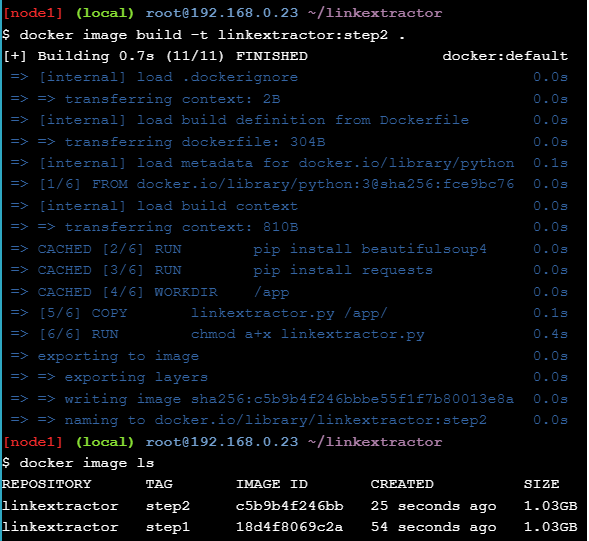 [node1] (local) root@192.168.0.23 ~/linkextractor
$ docker image build -t linkextractor:step2 .
[+] Building 0.7s (11/11) FINISHED docker:default
=> [internal] load .dockerignore 0.0s
=> => transferring context: 2B 0.0s
=> [internal] load build definition from Dockerfile 0.0s
=> => transferring dockerfile: 304B 0.0s
=> [internal] load metadata for docker.io/library/python 0.1s
=> [1/6] FROM docker.io/library/python:3@sha256:fce9bc76 0.0s
=> [internal] load build context 0.0s
=> => transferring context: 810B 0.0s
=> CACHED [2/6] RUN pip install beautifulsoup4 0.0s
=> CACHED [3/6] RUN pip install requests 0.0s
=> CACHED [4/6] WORKDIR /app 0.0s
=> [5/6] COPY linkextractor.py /app/ 0.1s
=> [6/6] RUN chmod a+x linkextractor.py 0.4s
=> exporting to image 0.0s
=> => exporting layers 0.0s
=> => writing image sha256:c5b9b4f246bbbe55f1f7b80013e8a 0.0s
=> => naming to docker.io/library/linkextractor:step2 0.0s
[node1] (local) root@192.168.0.23 ~/linkextractor
$ docker image ls
REPOSITORY TAG IMAGE ID CREATED SIZE
linkextractor step2 c5b9b4f246bb 25 seconds ago 1.03GB
linkextractor step1 18d4f8069c2a 54 seconds ago 1.03GB